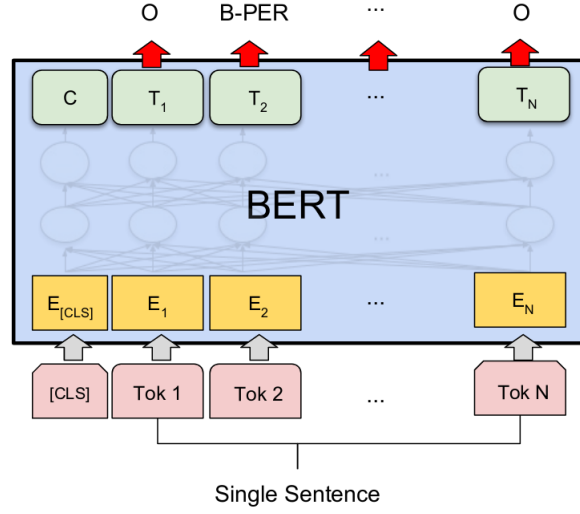 O B-PER ... O
C T1 T2 ... TN
...
BERT
...
E[CLS] E1 E2 ... EN
[CLS] Tok 1 Tok 2 ... Tok N
Single Sentence